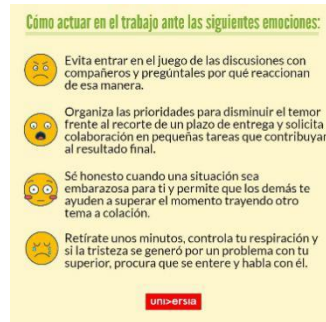 Cómo actuar en el trabajo ante las siguientes emociones:
Evita entrar en el juego de las discusiones con
compañeros y pregúntales por qué reaccionan
de esa manera.
Organiza las prioridades para disminuir el temor
frente al recorte de un plazo de entrega y solicita
colaboración en pequeñas tareas que contribuyan
al resultado final.
Sé honesto cuando una situación sea
embarazosa para ti y permite que los demás te
ayuden a superar el momento trayendo otro
tema a colación.
Retírate unos minutos, controla tu respiración y
si la tristeza se generó por un problema con tu
superior, procura que se entere y habla con él.
universia